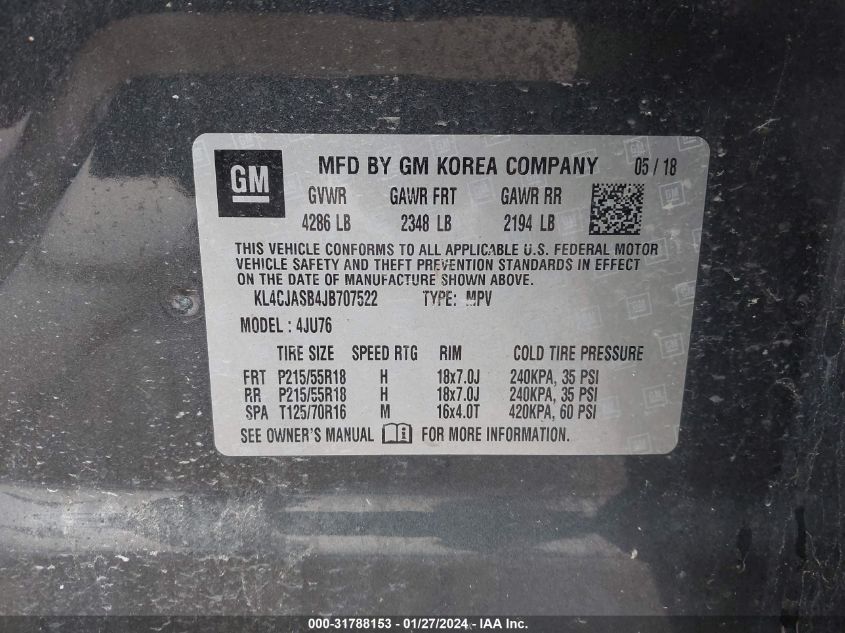 GM
MFD BY GM KOREA COMPANY 05 / 18
GVWR GAWR FRT GAWR RR
4286 LB 2348 LB 2194 LB
THIS VEHICLE CONFORMS TO ALL APPLICABLE U.S. FEDERAL MOTOR
VEHICLE SAFETY AND THEFT PREVENTION STANDARDS IN EFFECT
ON THE DATE OF MANUFACTURE SHOWN ABOVE.
KL4CJASB4JB707522 TYPE: MPV
MODEL : 4JU76
TIRE SIZE SPEED RTG RIM COLD TIRE PRESSURE
FRT P215/55R18 H 18x7.0J 240KPA, 35 PSI
RR P215/55R18 H 18x7.0J 240KPA, 35 PSI
SPA T125/70R16 M 16x4.0T 420KPA, 60 PSI
SEE OWNER'S MANUAL i FOR MORE INFORMATION.
000-31788153 - 01/27/2024 - IAA Inc.